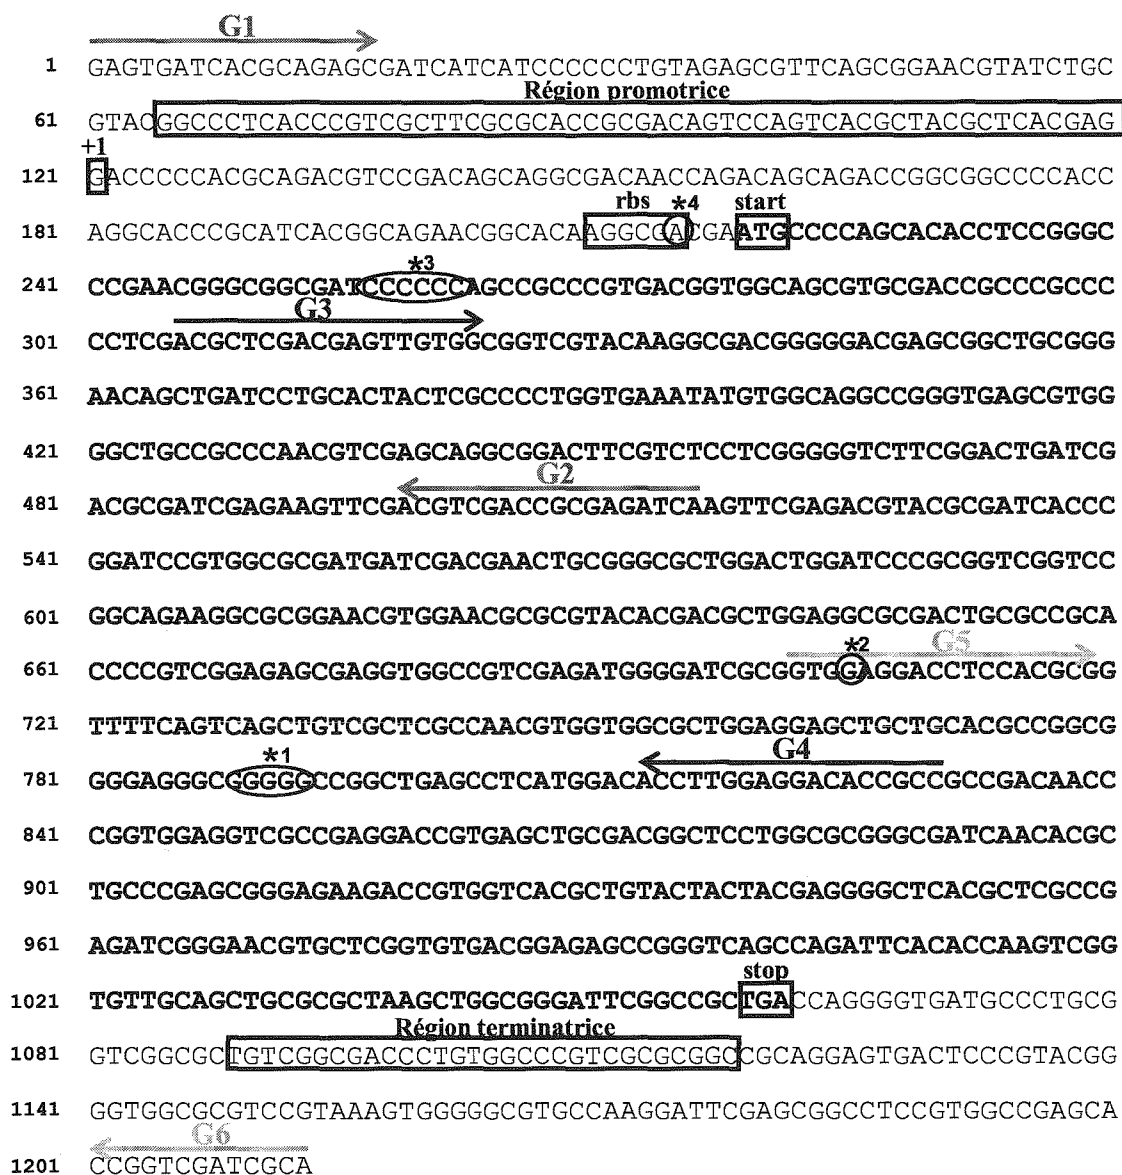 G1
1 GAGTGATCACGCAGAGCGATCATCATCCCCCCTGTAGAGCGTTCAGCGGAACGTATCTGC
Région promotrice
61 GTACGGCCCTCACCCGTCGCTTCGCGCACCGCGACAGTCCAGTCACGCTACGCTCACGAG
+1
121 GACCCCCACGCAGACGTCCGACAGCAGGCGACAACCAGACAGCAGACCGGCGGCCCCACC
rbs *4 start
181 AGGCACCCGCATCACGGCAGAACGGCACAAAGGCGACGAATGCCCCAGCACACCTCCGGGC
*3
241 CCGAACGGGCGGCGATCCCCCCAGCCGCCCGTGACGGTGGCAGCGTGCGACCGCCCGCCC
G3
301 CCTCGACGCTCGACGAGTTGTGGCGGTCGTACAAGGCGACGGGGGACGAGCGGCTGCGGG
361 AACAGCTGATCCTGCACTACTCGCCCCTGGTGAAATATGTGGCAGGCCGGGTGAGCGTGG
421 GGCTGCCGCCCAACGTCGAGCAGGCGGACTTCGTCTCCTCGGGGGTCTTCGGACTGATCG
G2
481 ACGCGATCGAGAAGTTCGACGTCGACCGCGAGATCAAGTTCGAGACGTACGCGATCACCC
541 GGATCCGTGGCGCGATGATCGACGAACTGCGGGCGCTGGACTGGATCCCGCGGTCGGTCC
601 GGCAGAAGGCGCGGAACGTGGAACGCGCGTACACGACGCTGGAGGCGCGACTGCGCCGCA
*2 G5
661 CCCCGTCGGAGAGCGAGGTGGCCGTCGAGATGGGGATCGCGGTGGAGGACCTCCACGCGG
721 TTTTCAGTCAGCTGTCGCTCGCCAACGTGGTGGCGCTGGAGGAGCTGCTGCACGCCGGCG
*1 G4
781 GGGAGGGCGGGGGCCGGCTGAGCCTCATGGACACCTTGGAGGACACCGCCGCCGACAACC
841 CGGTGGAGGTCGCCGAGGACCGTGAGCTGCGACGGCTCCTGGCGCGGGCGATCAACACGC
901 TGCCCGAGCGGGAGAAGACCGTGGTCACGCTGTACTACTACGAGGGGCTCACGCTCGCCG
961 AGATCGGGAACGTGCTCGGTGTGACGGAGAGCCGGGTCAGCCAGATTCACACCAAGTCGG
stop
1021 TGTTGCAGCTGCGCGCTAAGCTGGCGGGATTCGGCCGCTGACCAGGGGTGATGCCCTGCG
Région terminatrice
1081 GTCGGCGCTGTCGGCGACCCTGTGGCCCGTCGCGCGGCCGCAGGAGTGACTCCCGTACGG
1141 GGTGGCGCGTCCGTAAAGTGGGGGCGTGCCAAGGATTCGAGCGGCCTCCGTGGCCGAGCA
G6
1201 CCGGTCGATCGCA